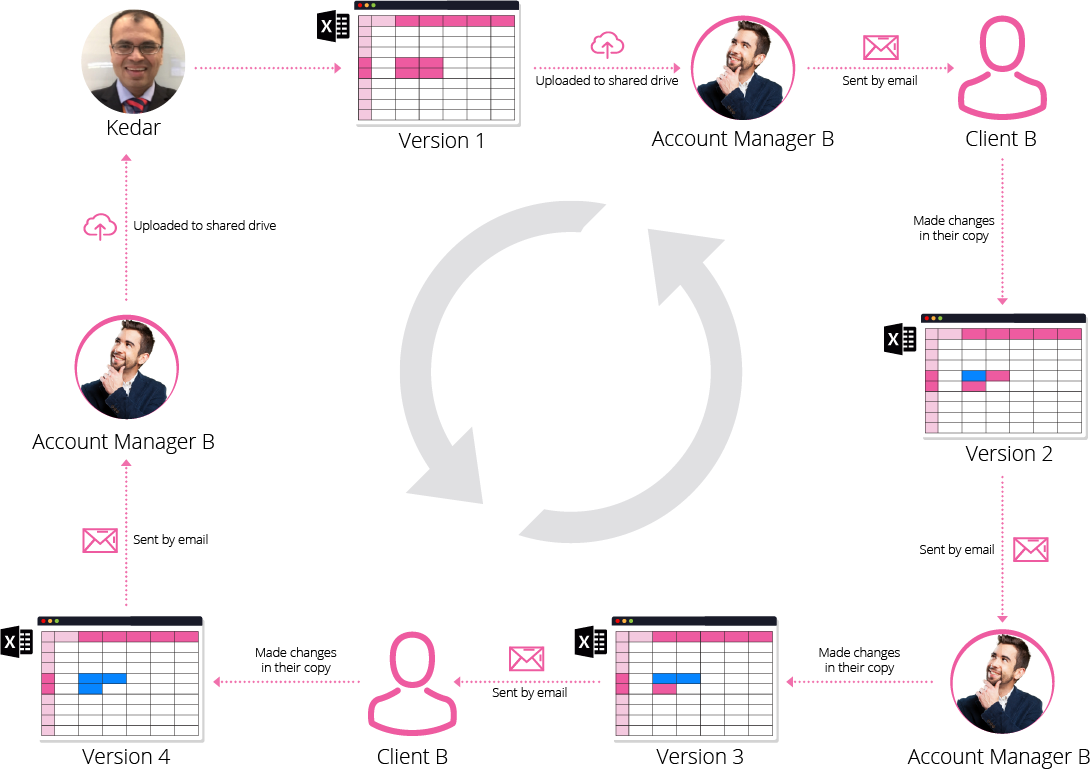 X
Kedar
Version 1
Uploaded to shared drive
Account Manager B
Sent by email
Client B
Made changes
in their copy
X
Version 2
Sent by email
Account Manager B
Made changes
in their copy
X
Version 3
Sent by email
Client B
Made changes
in their copy
X
Version 4
Sent by email
Account Manager B
Uploaded to shared drive